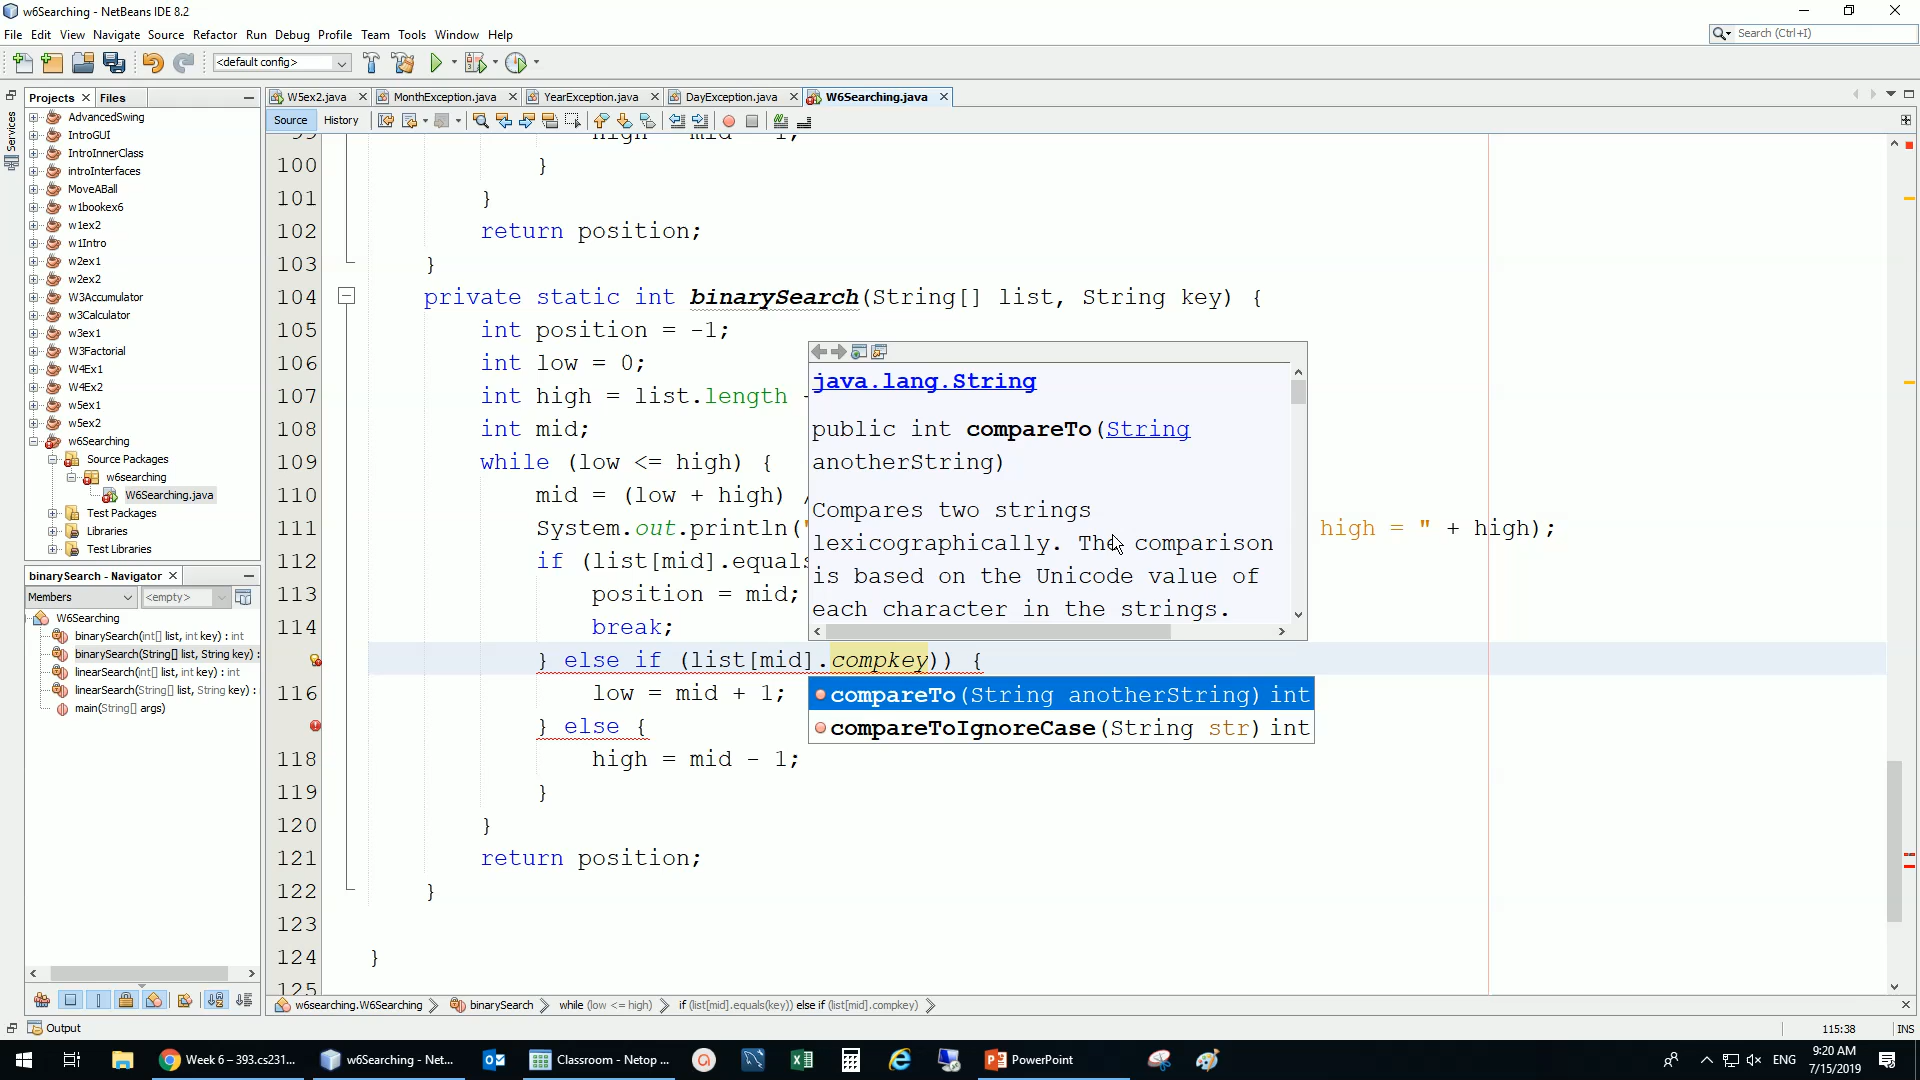 w6Searching - NetBeans IDE 8.2
File Edit View Navigate Source Refactor Run Debug Profile Team Tools Window Help
Search (Ctrl+I)
<default config>
Projects Files
W5ex2.java MonthException.java YearException.java DayException.java W6Searching.java
Services
Source History
AdvancedSwing
IntroGUI
IntroInnerClass
introInterfaces
MoveABall
w1bookex6
w1ex2
w1Intro
w2ex1
w2ex2
W3Accumulator
w3Calculator
w3ex1
W3Factorial
W4Ex1
W4Ex2
w5ex1
w5ex2
w6Searching
Source Packages
w6searching
W6Searching.java
Test Packages
Libraries
Test Libraries
binarySearch - Navigator
Members <empty>
W6Searching
binarySearch(int[] list, int key) : int
binarySearch(String[] list, String key) :
linearSearch(int[] list, int key) : int
linearSearch(String[] list, String key) :
main(String[] args)
100 }
101 }
102 return position;
103 }
104 private static int binarySearch(String[] list, String key) {
105 int position = -1;
106 int low = 0;
107 int high = list.length -
108 int mid;
109 while (low <= high) {
110 mid = (low + high) /
111 System.out.println(" high = " + high);
112 if (list[mid].equals
113 position = mid;
114 break;
} else if (list[mid].compkey)) {
116 low = mid + 1;
} else {
118 high = mid - 1;
119 }
120 }
121 return position;
122 }
123
124 }
125
java.lang.String
public int compareTo(String
anotherString)
Compares two strings
lexicographically. The comparison
is based on the Unicode value of
each character in the strings.
compareTo(String anotherString) int
compareToIgnoreCase(String str) int
w6searching.W6Searching binarySearch while (low <= high) if (list[mid].equals(key)) else if (list[mid].compkey)
Output
115:38 INS
Week 6 – 393.cs231... w6Searching - Net... Classroom - Netop ... PowerPoint
ENG
9:20 AM
7/15/2019